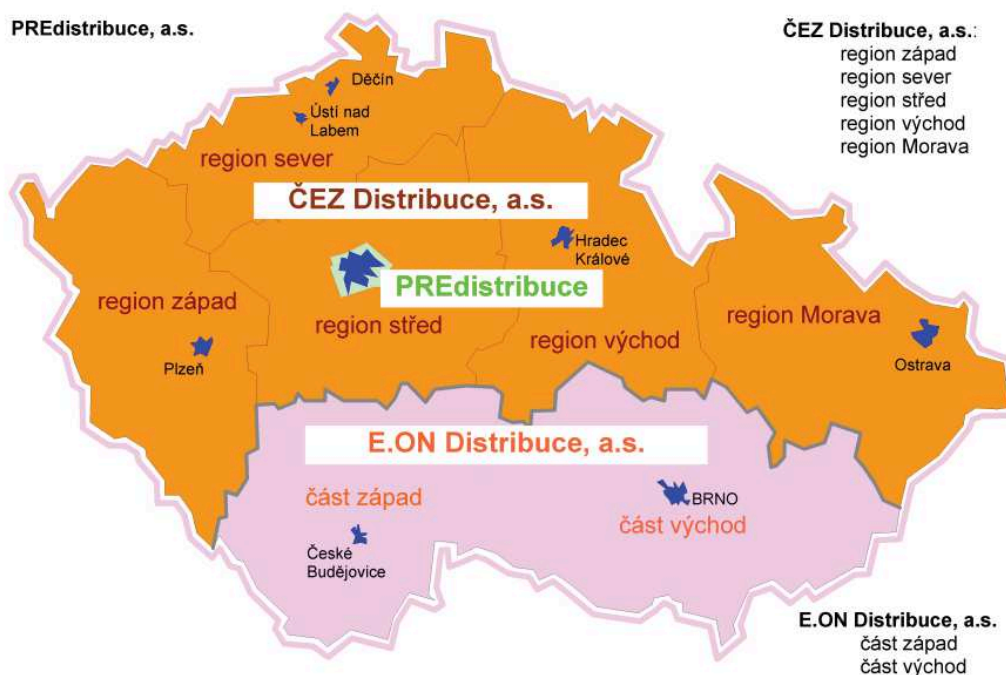 PREdistribuce, a.s.
ČEZ Distribuce, a.s.:
region západ
region sever
region střed
region východ
region Morava
Děčín
Ústí nad
Labem
region sever
ČEZ Distribuce, a.s.
Hradec
Králové
PREdistribuce
region západ
region střed
region východ
region Morava
Plzeň
Ostrava
E.ON Distribuce, a.s.
část západ
BRNO
část východ
České
Budějovice
E.ON Distribuce, a.s.
část západ
část východ